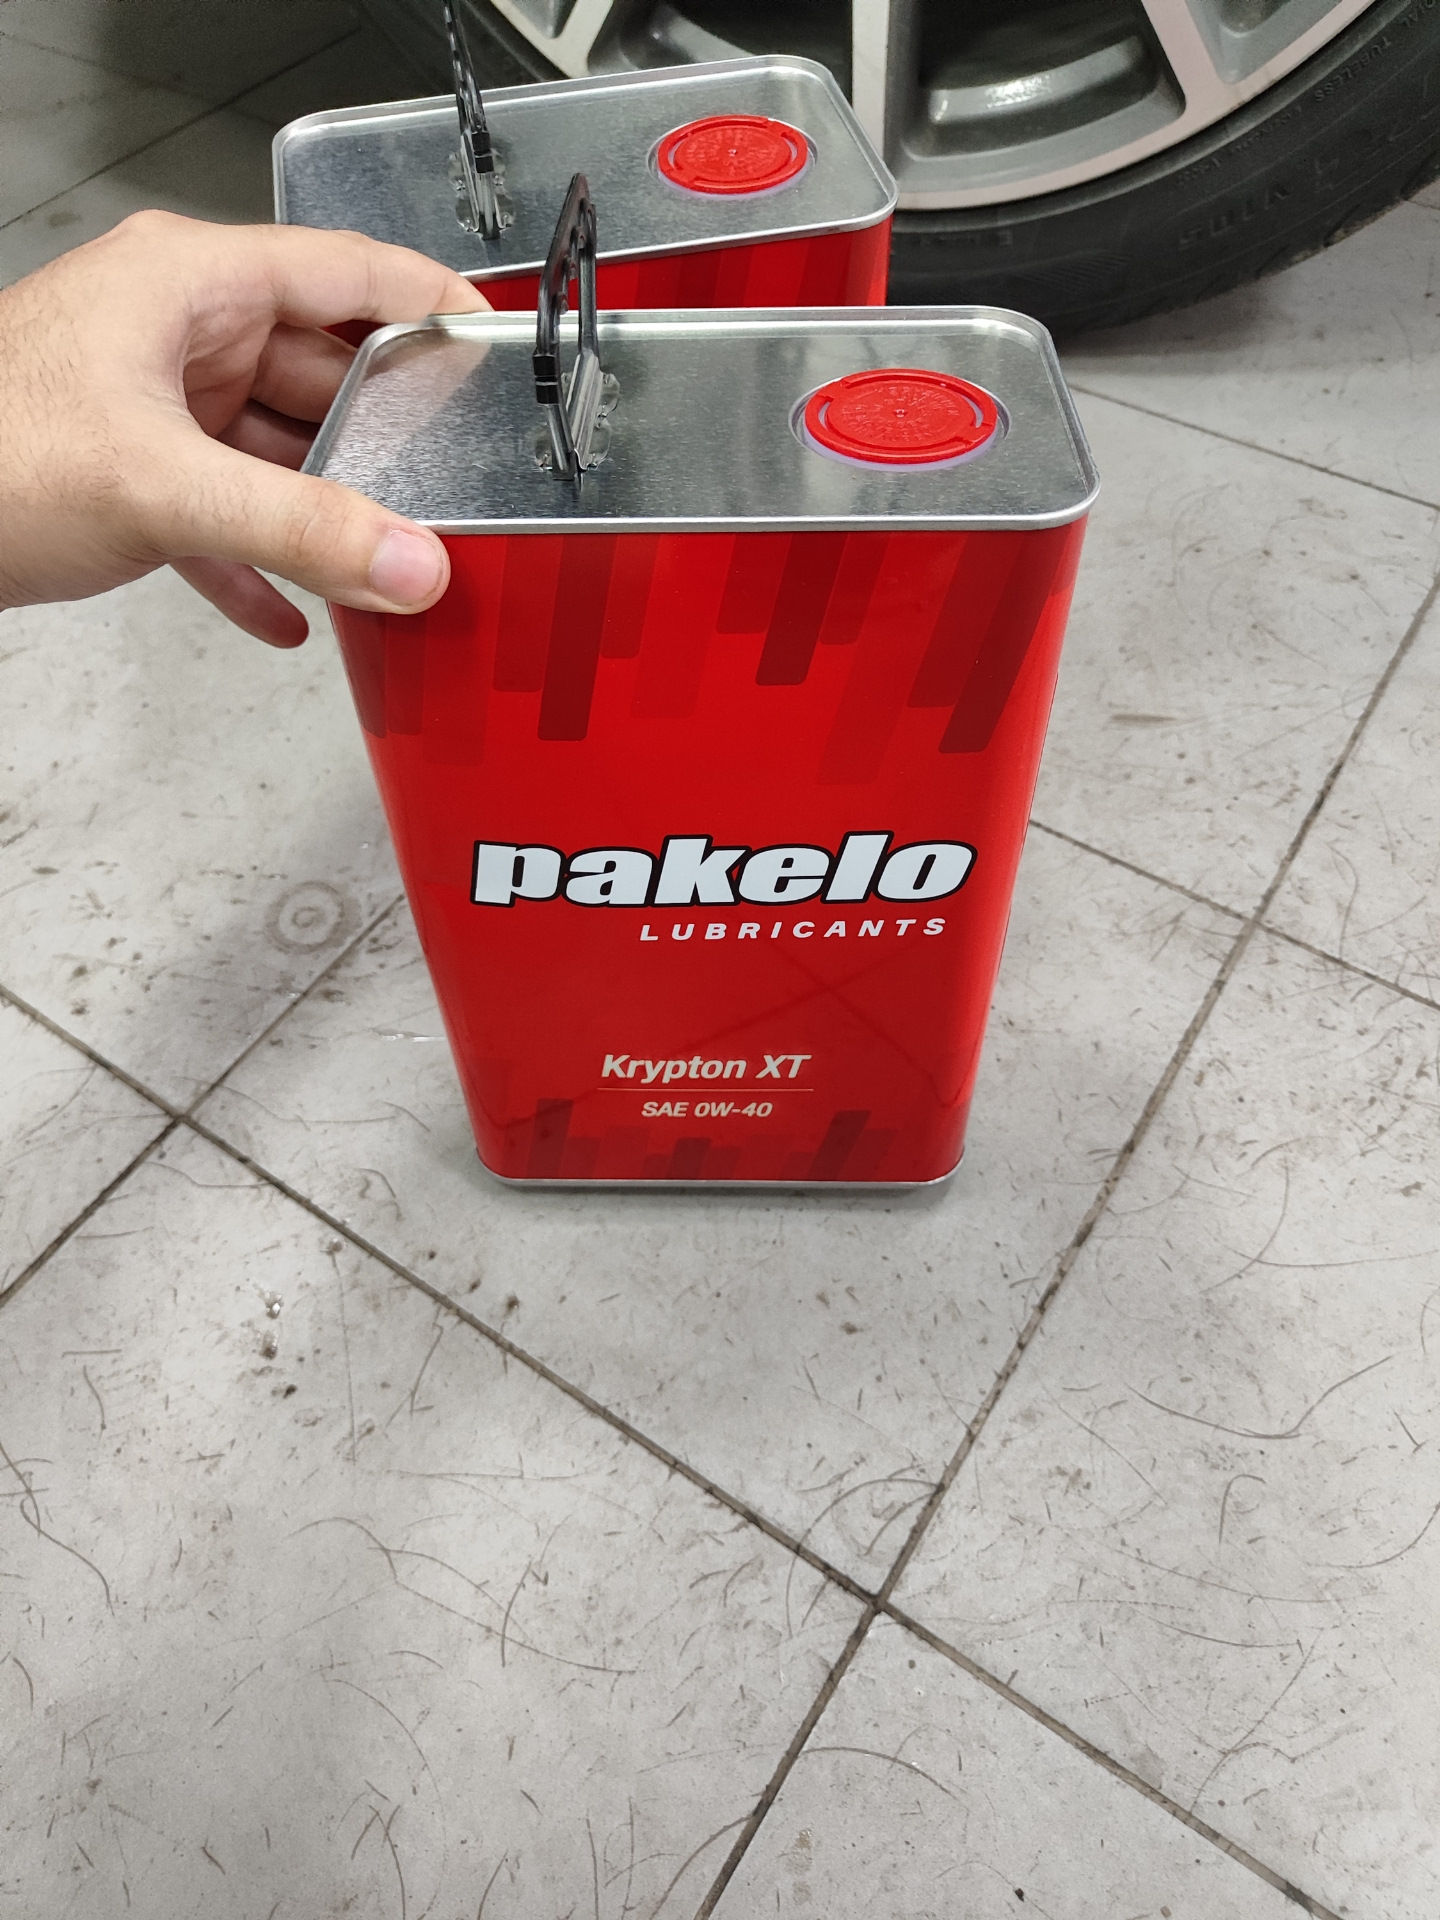 pakelo
LUBRICANTS
Krypton XT
SAE 0W-40